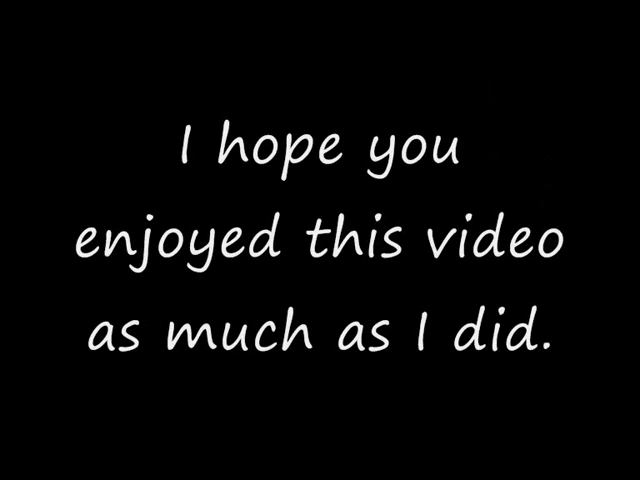 I hope you
enjoyed this video
as much as I did.